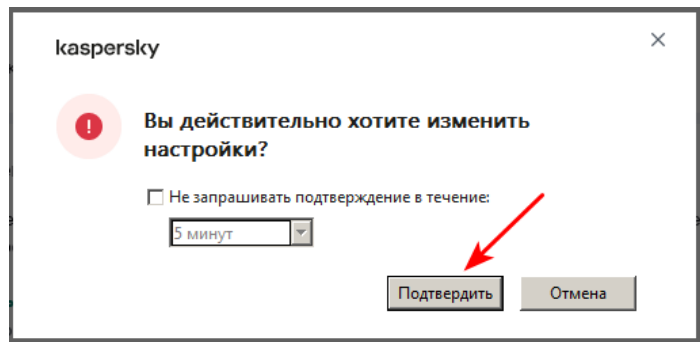 kaspersky
Вы действительно хотите изменить
настройки?
Не запрашивать подтверждение в течение:
5 минут
Подтвердить
Отмена